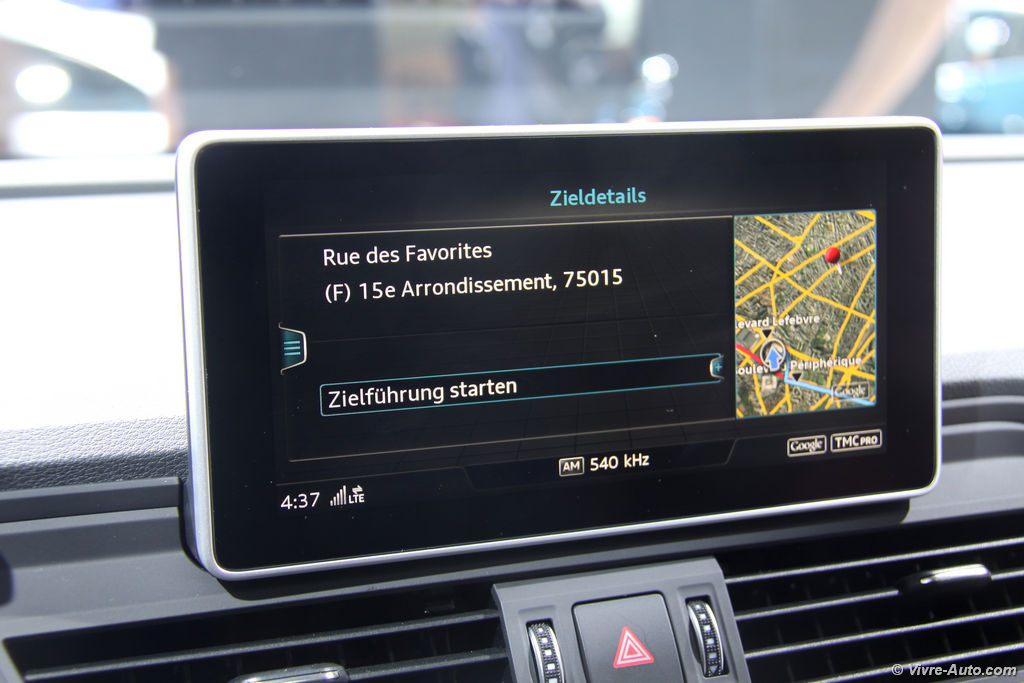 Zieldetails
Rue des Favorites
(F) 15e Arrondissement, 75015
evard Lefebvre
Périphérique
Google
Zielführung starten
Google TMC PRO
AM 540 kHz
4:37 LTE
© Vivre-Auto.com